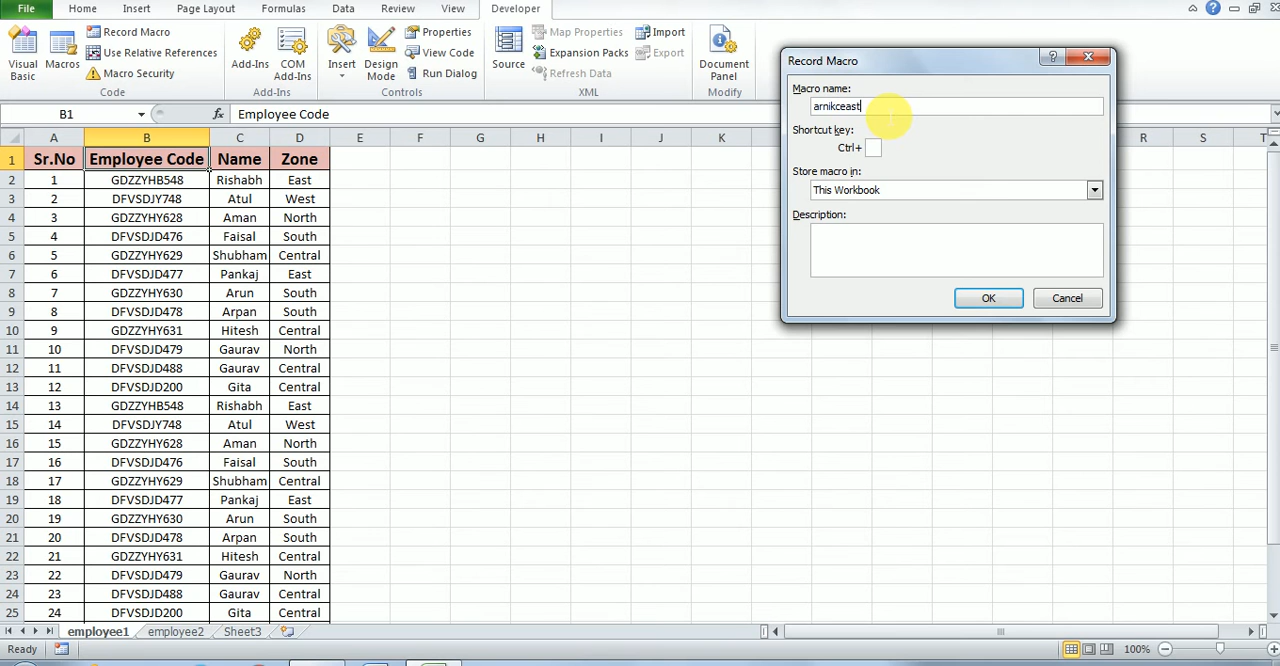 File Home Insert Page Layout Formulas Data Review View Developer
Record Macro
Use Relative References
Macro Security
Visual Basic
Macros
Code
Add-Ins
COM Add-Ins
Add-Ins
Insert
Design Mode
Properties
View Code
Run Dialog
Controls
Source
Map Properties
Expansion Packs
Refresh Data
Import
Export
XML
Document Panel
Modify
B1 fx Employee Code
A B C D E F G H I J K R S T
1 Sr.No Employee Code Name Zone
2 1 GDZZYHB548 Rishabh East
3 2 DFVSDJY748 Atul West
4 3 GDZZYHY628 Aman North
5 4 DFVSDJD476 Faisal South
6 5 GDZZYHY629 Shubham Central
7 6 DFVSDJD477 Pankaj East
8 7 GDZZYHY630 Arun South
9 8 DFVSDJD478 Arpan South
10 9 GDZZYHY631 Hitesh Central
11 10 DFVSDJD479 Gaurav North
12 11 DFVSDJD488 Gaurav Central
13 12 DFVSDJD200 Gita Central
14 13 GDZZYHB548 Rishabh East
15 14 DFVSDJY748 Atul West
16 15 GDZZYHY628 Aman North
17 16 DFVSDJD476 Faisal South
18 17 GDZZYHY629 Shubham Central
19 18 DFVSDJD477 Pankaj East
20 19 GDZZYHY630 Arun South
21 20 DFVSDJD478 Arpan South
22 21 GDZZYHY631 Hitesh Central
23 22 DFVSDJD479 Gaurav North
24 23 DFVSDJD488 Gaurav Central
25 24 DFVSDJD200 Gita Central
Record Macro
Macro name:
arnikceast
Shortcut key:
Ctrl+
Store macro in:
This Workbook
Description:
OK Cancel
employee1 employee2 Sheet3
Ready 100%